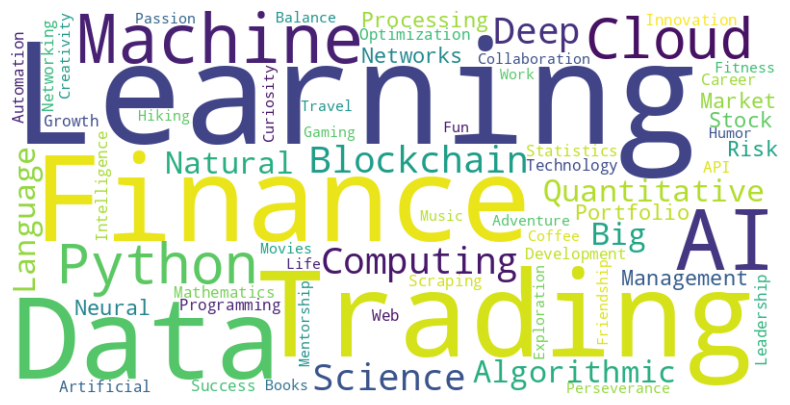 Automation
Networking
Creativity
Passion
Balance
Processing
Optimization
Networks
Deep
Collaboration
Work
Cloud
Innovation
Machine
Learning
Fitness
Career
Market
Stock
Humor
Risk
Growth
Hiking
Curiosity
Travel
Gaming
Fun
Language
Intelligence
Natural
Blockchain
Statistics
Technology
API
Finance
Quantitative
Portfolio
Music
Adventure
Coffee
Big
AI
Python
Movies
Life
Computing
Development
Management
Data
Neural
Mathematics
Programming
Mentorship
Trading
Scraping
Web
Exploration
Friendships
Leadership
Artificial
Success
Books
Science
Algorithmic
Perseverance